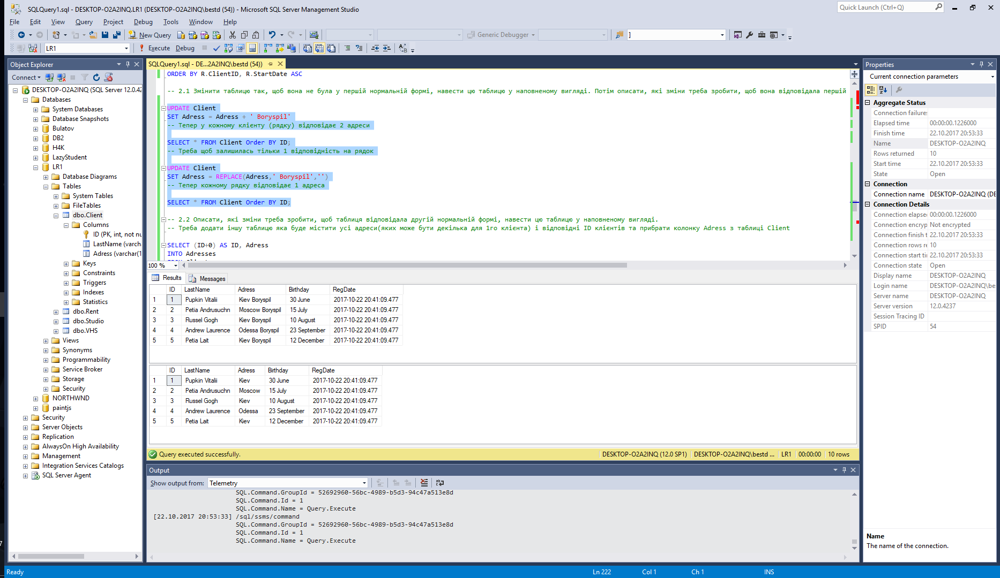 SQLQuery1.sql - DESKTOP-O2A2INQ.LR1 (DESKTOP-O2A2INQ\bestd (54)) - Microsoft SQL Server Management Studio
Quick Launch (Ctrl+Q)
File Edit View Query Project Debug Tools Window Help
New Query Generic Debugger ]
LR1 Execute Debug
Object Explorer
Connect
DESKTOP-O2A2INQ (SQL Server 12.0.42
Databases
System Databases
Database Snapshots
Bulatov
DB2
H4K
LazyStudent
LR1
Database Diagrams
Tables
System Tables
FileTables
dbo.Client
Columns
ID (PK, int, not nu
LastName (varch
Adress (varchar(1
Keys
Constraints
Triggers
Indexes
Statistics
dbo.Rent
dbo.Studio
dbo.VHS
Views
Synonyms
Programmability
Service Broker
Storage
Security
NORTHWND
paintjs
Security
Server Objects
Replication
AlwaysOn High Availability
Management
Integration Services Catalogs
SQL Server Agent
SQLQuery1.sql - DE...2A2INQ\bestd (54))
ORDER BY R.ClientID, R.StartDate ASC
-- 2.1 Змінити таблицю так, щоб вона не була у першій нормальній формі, навести цю таблицю у наповненому вигляді. Потім описати, які зміни треба зробити, щоб вона відповідала першій
UPDATE Client
SET Adress = Adress + ' Boryspil'
-- Тепер у кожному клієнту (рядку) відповідає 2 адреси
SELECT * FROM Client Order BY ID;
-- Треба щоб залишилась тільки 1 відповідність на рядок
UPDATE Client
SET Adress = REPLACE(Adress,' Boryspil','')
-- Тепер кожному рядку відповідає 1 адреса
SELECT * FROM Client Order BY ID;
-- 2.2 Описати, які зміни треба зробити, щоб таблиця відповідала другій нормальній формі, навести цю таблицю у наповненому вигляді.
-- Треба додати іншу таблицю яка буде містити усі адреси(яких може бути декілька для 1го клієнта) і відповідні ID клієнтів та прибрати колонку Adress з таблиці Client
SELECT (ID+0) AS ID, Adress
INTO Adresses
100 %
Results Messages
ID LastName Adress Birthday RegDate
1 1 Pupkin Vitalii Kiev Boryspil 30 June 2017-10-22 20:41:09.477
2 2 Petia Andrusuchn Moscow Boryspil 15 July 2017-10-22 20:41:09.477
3 3 Russel Gogh Kiev Boryspil 10 August 2017-10-22 20:41:09.477
4 4 Andrew Laurence Odessa Boryspil 23 September 2017-10-22 20:41:09.477
5 5 Petia Lait Kiev Boryspil 12 December 2017-10-22 20:41:09.477
ID LastName Adress Birthday RegDate
1 1 Pupkin Vitalii Kiev 30 June 2017-10-22 20:41:09.477
2 2 Petia Andrusuchn Moscow 15 July 2017-10-22 20:41:09.477
3 3 Russel Gogh Kiev 10 August 2017-10-22 20:41:09.477
4 4 Andrew Laurence Odessa 23 September 2017-10-22 20:41:09.477
5 5 Petia Lait Kiev 12 December 2017-10-22 20:41:09.477
Query executed successfully. DESKTOP-O2A2INQ (12.0 SP1) DESKTOP-O2A2INQ\bestd ... LR1 00:00:00 10 rows
Output
Show output from: Telemetry
SQL.Command.GroupId = 52692960-56bc-4989-b5d3-94c47a513e8d
SQL.Command.Id = 1
SQL.Command.Name = Query.Execute
[22.10.2017 20:53:33] /sql/ssms/command
SQL.Command.GroupId = 52692960-56bc-4989-b5d3-94c47a513e8d
SQL.Command.Id = 1
SQL.Command.Name = Query.Execute
Properties
Current connection parameters
Aggregate Status
Connection failures
Elapsed time 00:00:00.1226000
Finish time 22.10.2017 20:53:33
Name DESKTOP-O2A2INQ
Rows returned 10
Start time 22.10.2017 20:53:33
State Open
Connection
Connection name DESKTOP-O2A2INQ (DE
Connection Details
Connection elapse 00:00:00.1226000
Connection encryp Not encrypted
Connection finish t 22.10.2017 20:53:33
Connection rows re 10
Connection start ti 22.10.2017 20:53:33
Connection state Open
Display name DESKTOP-O2A2INQ
Login name DESKTOP-O2A2INQ\be
Server name DESKTOP-O2A2INQ
Server version 12.0.4237
Session Tracing ID
SPID 54
Name
The name of the connection.
Ready Ln 222 Col 1 Ch 1 INS